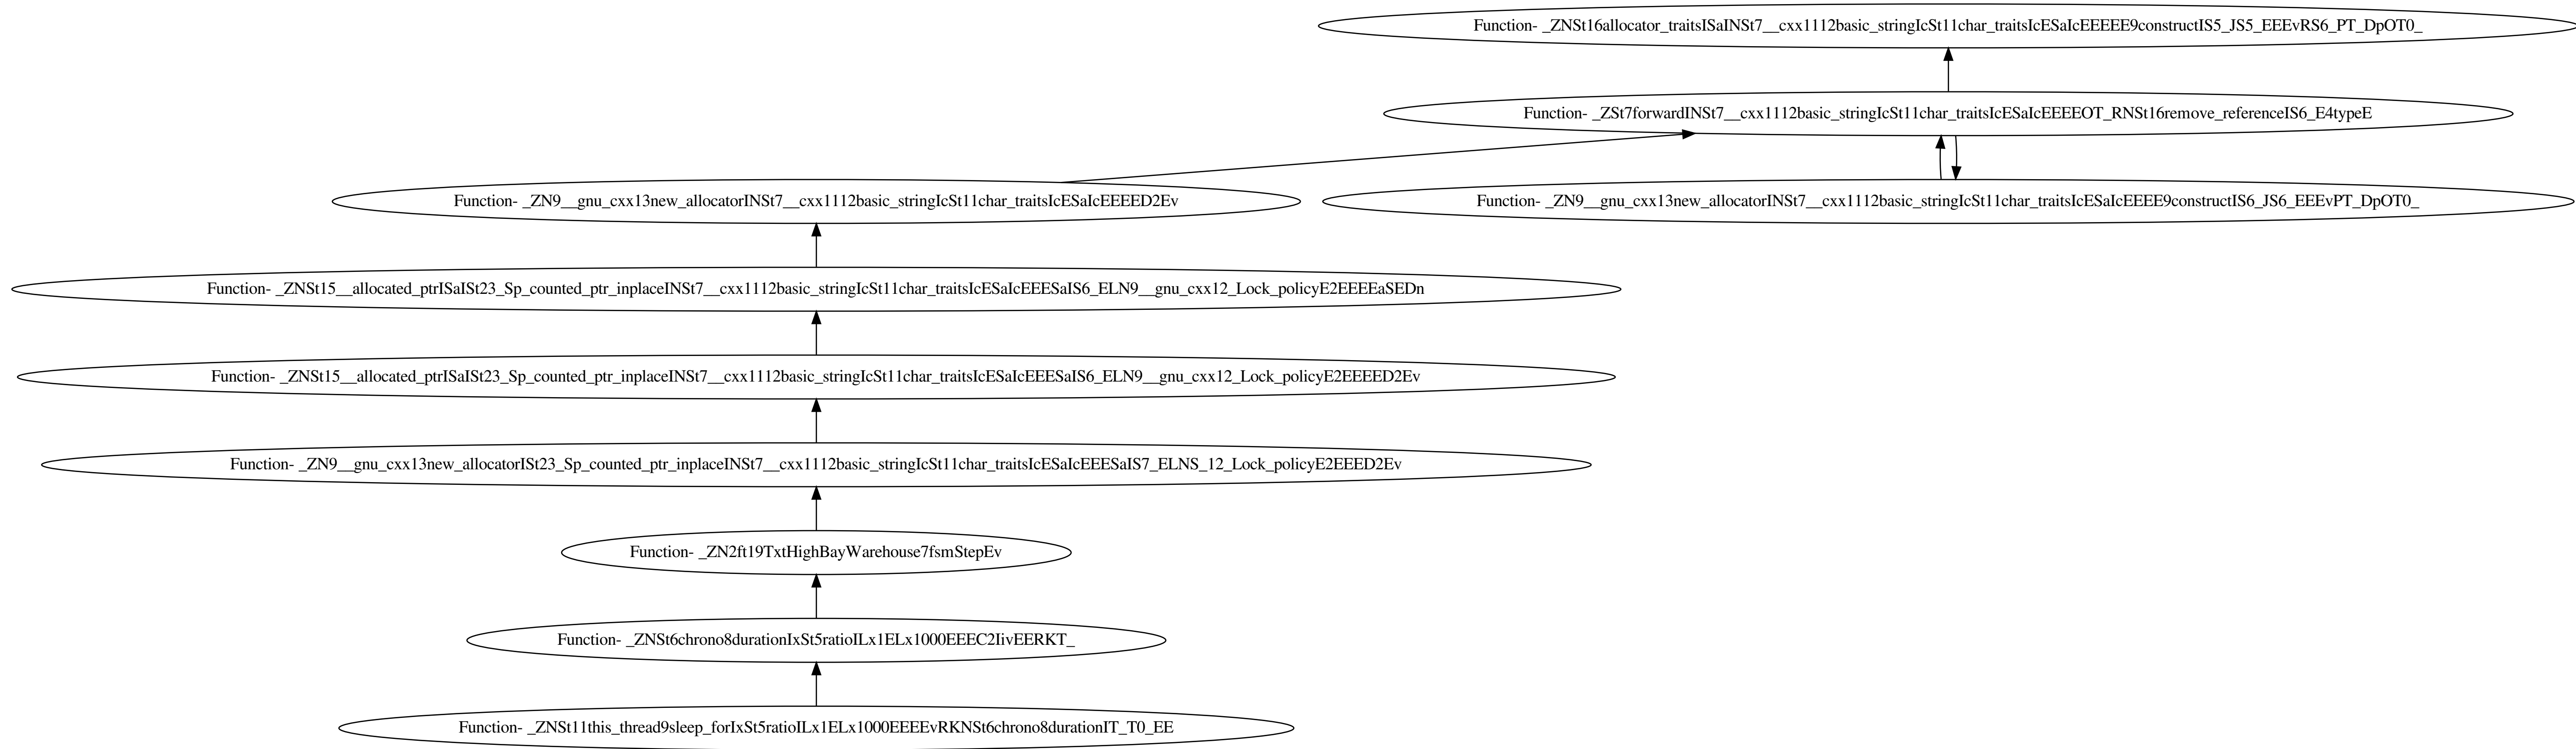 Function- _ZNSt16allocator_traitsISaINSt7__cxx1112basic_stringIcSt11char_traitsIcESaIcEEEEE9constructIS5_JS5_EEEvRS6_PT_DpOT0_
Function- _ZSt7forwardINSt7__cxx1112basic_stringIcSt11char_traitsIcESaIcEEEEOT_RNSt16remove_referenceIS6_E4typeE
Function- _ZN9__gnu_cxx13new_allocatorINSt7__cxx1112basic_stringIcSt11char_traitsIcESaIcEEEED2Ev
Function- _ZN9__gnu_cxx13new_allocatorINSt7__cxx1112basic_stringIcSt11char_traitsIcESaIcEEEE9constructIS6_JS6_EEEvPT_DpOT0_
Function- _ZNSt15__allocated_ptrISaISt23_Sp_counted_ptr_inplaceINSt7__cxx1112basic_stringIcSt11char_traitsIcESaIcEEESaIS6_ELN9__gnu_cxx12_Lock_policyE2EEEEaSEDn
Function- _ZNSt15__allocated_ptrISaISt23_Sp_counted_ptr_inplaceINSt7__cxx1112basic_stringIcSt11char_traitsIcESaIcEEESaIS6_ELN9__gnu_cxx12_Lock_policyE2EEEED2Ev
Function- _ZN9__gnu_cxx13new_allocatorISt23_Sp_counted_ptr_inplaceINSt7__cxx1112basic_stringIcSt11char_traitsIcESaIcEEESaIS7_ELNS_12_Lock_policyE2EEED2Ev
Function- _ZN2ft19TxtHighBayWarehouse7fsmStepEv
Function- _ZNSt6chrono8durationIxSt5ratioILx1ELx1000EEEC2IivEERKT_
Function- _ZNSt11this_thread9sleep_forIxSt5ratioILx1ELx1000EEEEvRKNSt6chrono8durationIT_T0_EE